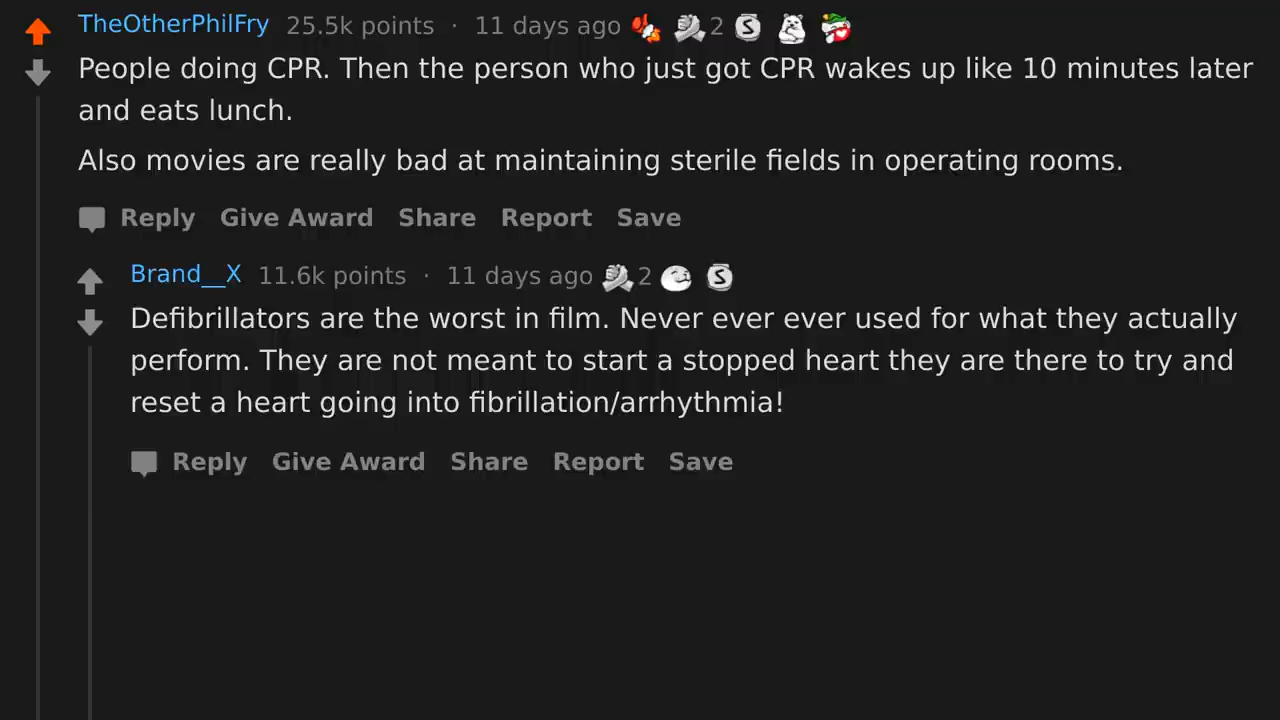 TheOtherPhilFry 25.5k points · 11 days ago 2 S
People doing CPR. Then the person who just got CPR wakes up like 10 minutes later
and eats lunch.
Also movies are really bad at maintaining sterile fields in operating rooms.
Reply Give Award Share Report Save
Brand__X 11.6k points · 11 days ago 2 S
Defibrillators are the worst in film. Never ever ever used for what they actually
perform. They are not meant to start a stopped heart they are there to try and
reset a heart going into fibrillation/arrhythmia!
Reply Give Award Share Report Save